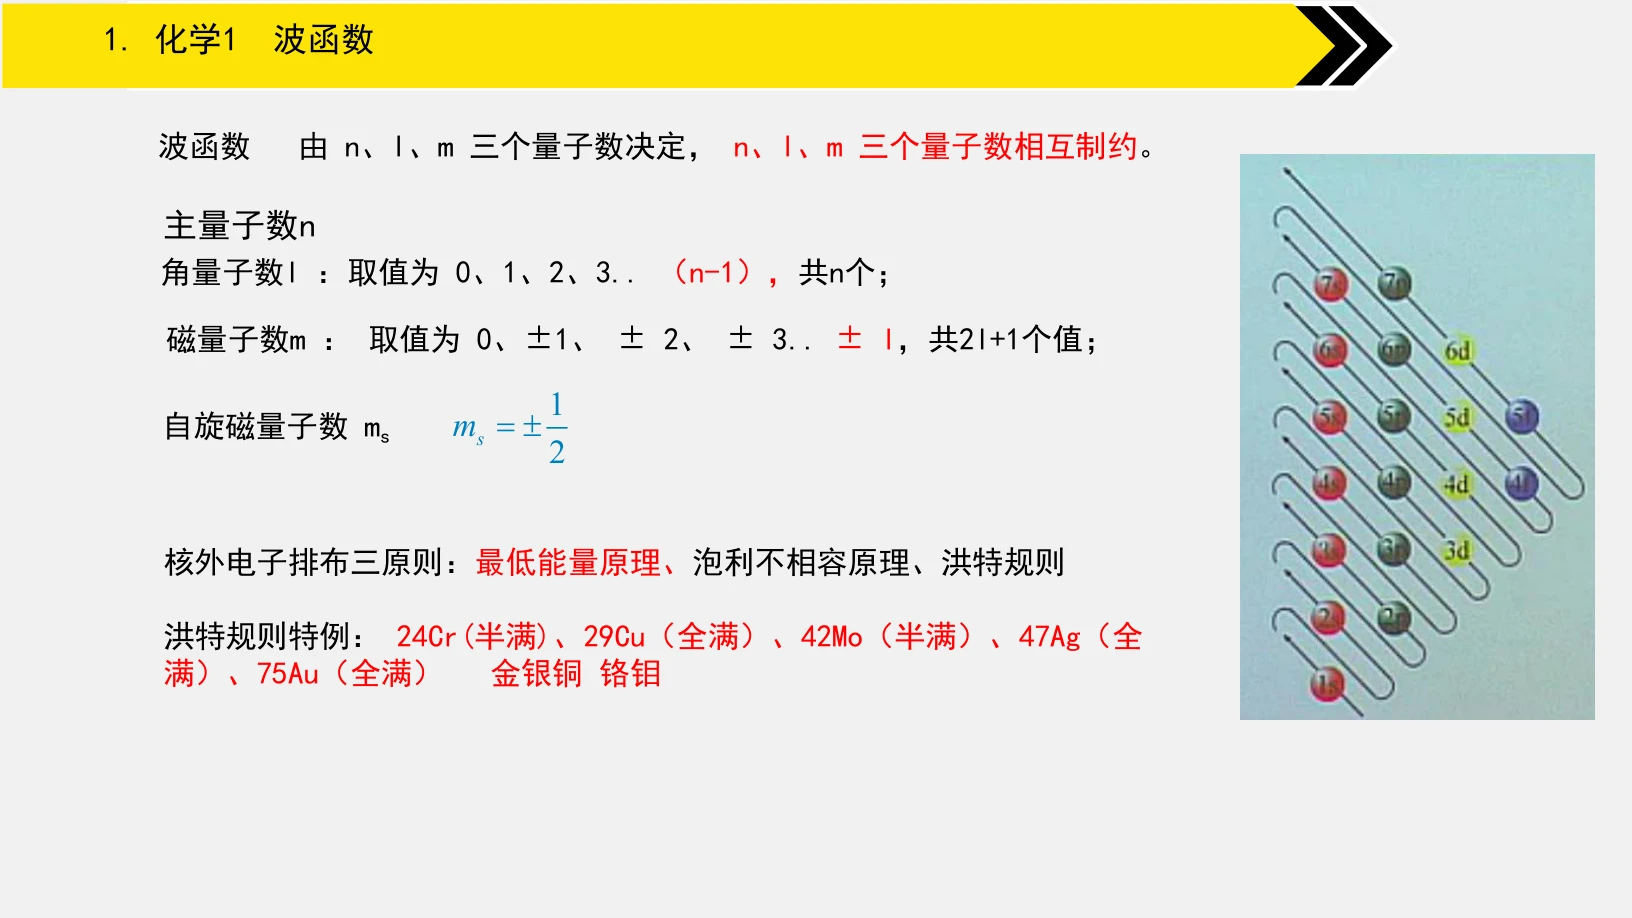 1. 化学1 波函数
波函数 由 n、l、m 三个量子数决定， n、l、m 三个量子数相互制约。
主量子数n
角量子数l ：取值为 0、1、2、3.. （n-1），共n个；
磁量子数m ： 取值为 0、±1、 ± 2、 ± 3.. ± l，共2l+1个值；
自旋磁量子数 ms mₛ = ±1/2
核外电子排布三原则：最低能量原理、泡利不相容原理、洪特规则
洪特规则特例： 24Cr(半满)、29Cu（全满）、42Mo（半满）、47Ag（全
满）、75Au（全满） 金银铜 铬钼
7s 7p
6s 6p 6d
5s 5p 5d 5f
4s 4p 4d 4f
3s 3p 3d
2s 2p
1s